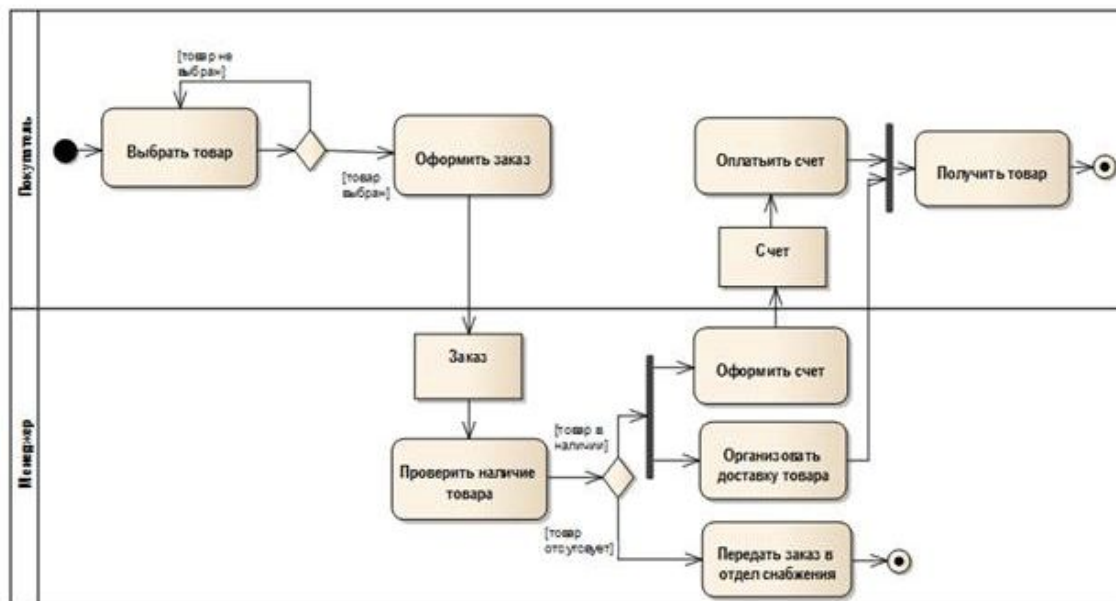 Покупатель
[товар не
выбран]
Выбрать товар
[товар
выбран]
Оформить заказ
Оплатьить счет
Получить товар
Счет
Менеджер
Заказ
Проверить наличие
товара
[товар в
наличии]
[товар
отсутсвует]
Оформить счет
Организовать
доставку товара
Передать заказ в
отдел снабжения